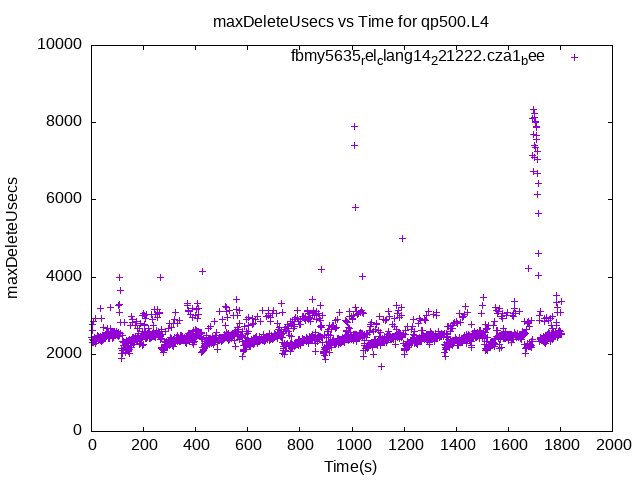 maxDeleteUsecs vs Time for qp500.L4
fbmy5635relclang14221222.cza1bee
10000
8000
6000
4000
2000
0
maxDeleteUsecs
0 200 400 600 800 1000 1200 1400 1600 1800 2000
Time(s)